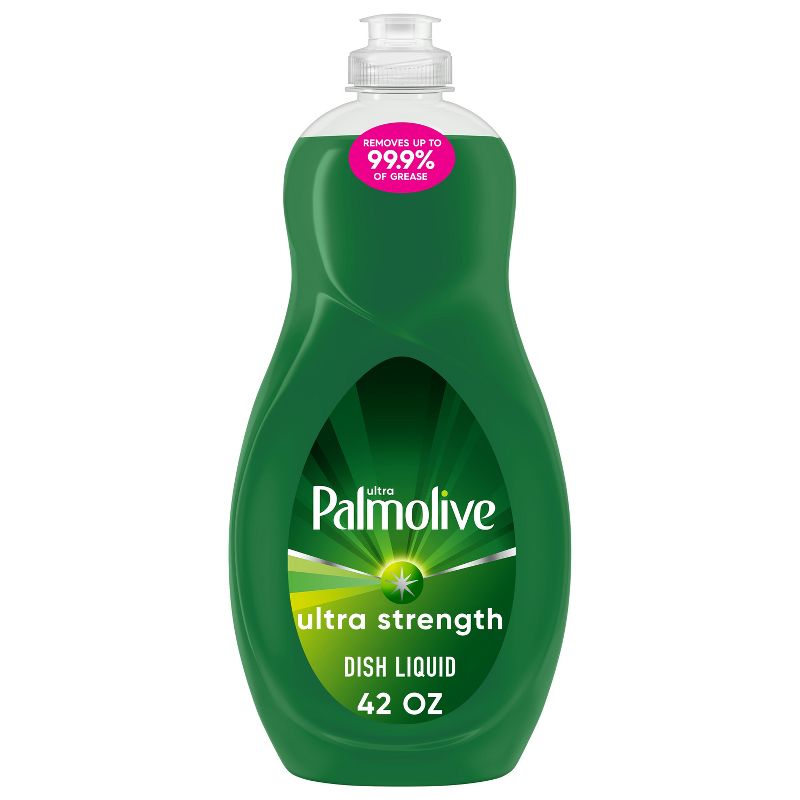 REMOVES UP TO
99.9%
OF GREASE
ultra
Palmolive
ultra strength
DISH LIQUID
42 OZ